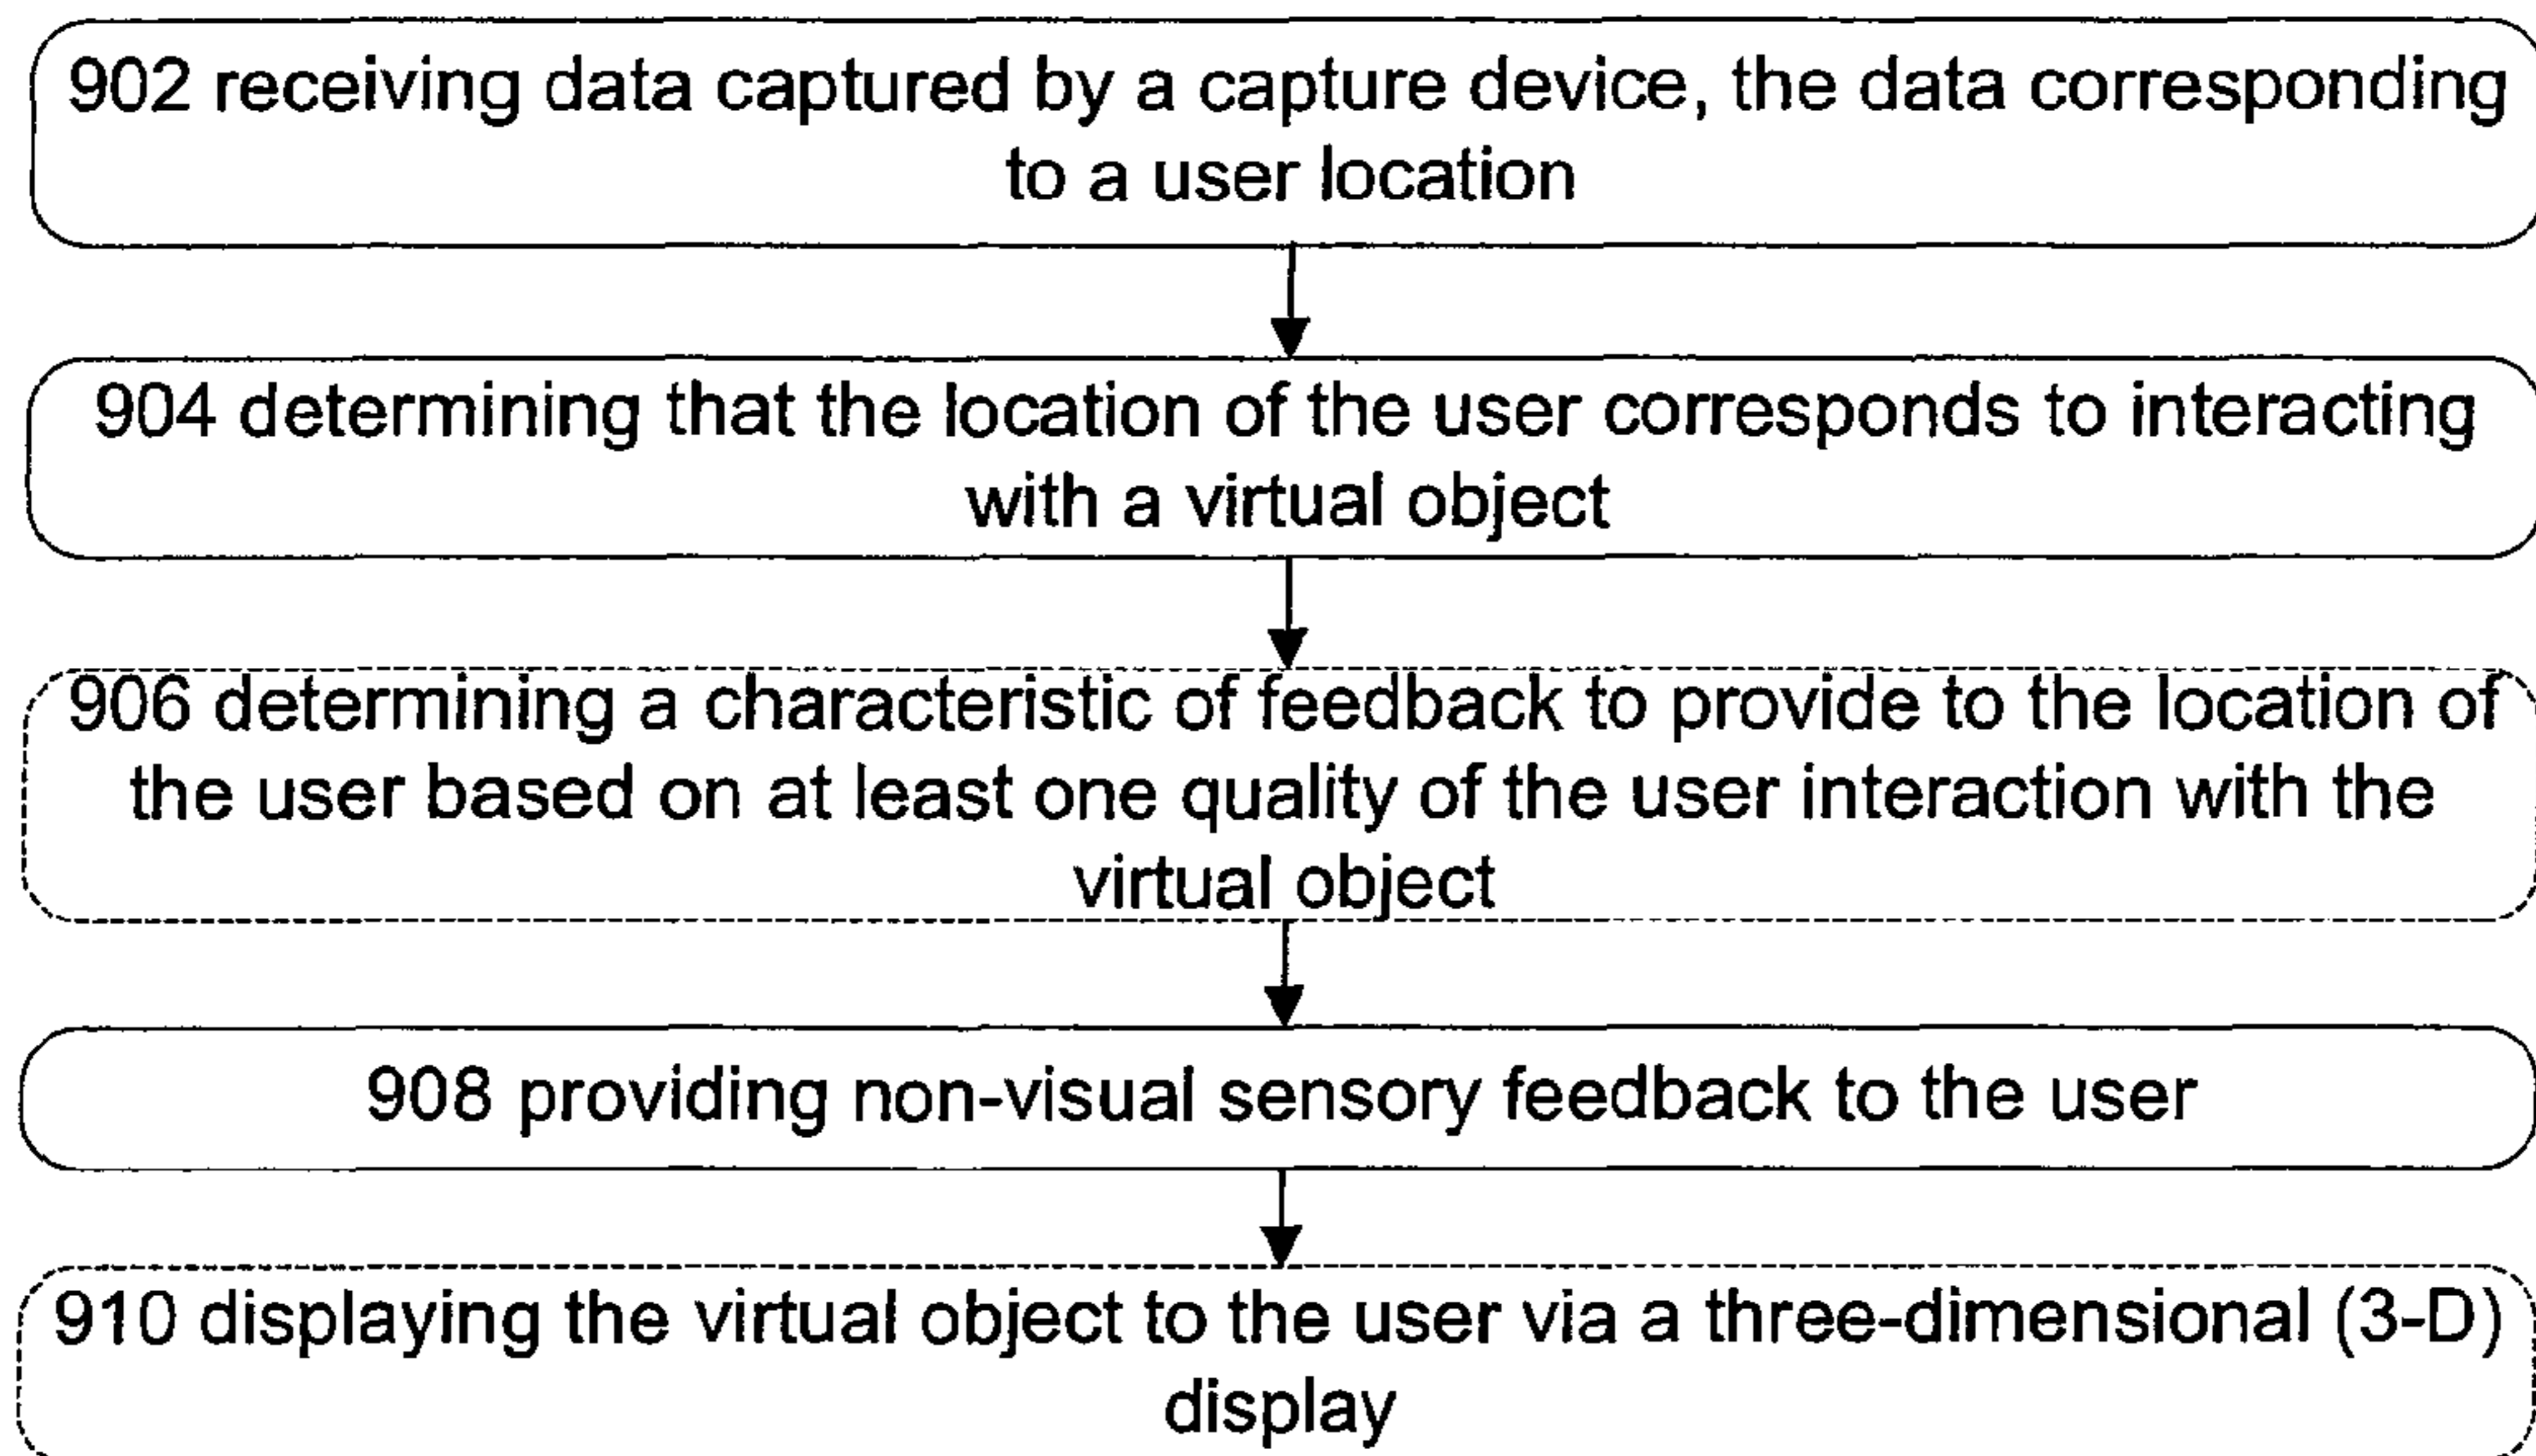 902 receiving data captured by a capture device, the data corresponding
to a user location
904 determining that the location of the user corresponds to interacting
with a virtual object
906 determining a characteristic of feedback to provide to the location of
the user based on at least one quality of the user interaction with the
virtual object
908 providing non-visual sensory feedback to the user
910 displaying the virtual object to the user via a three-dimensional (3-D)
display